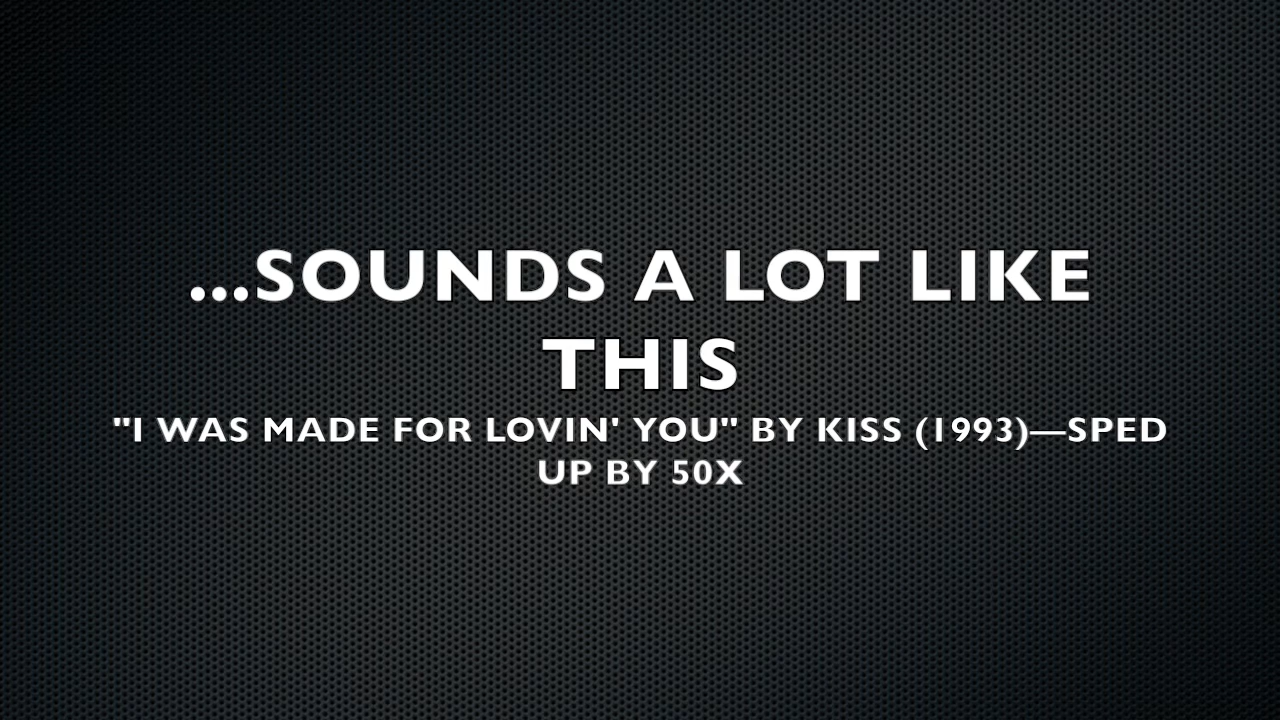 ...SOUNDS A LOT LIKE
THIS
"I WAS MADE FOR LOVIN' YOU" BY KISS (1993)—SPED
UP BY 50X